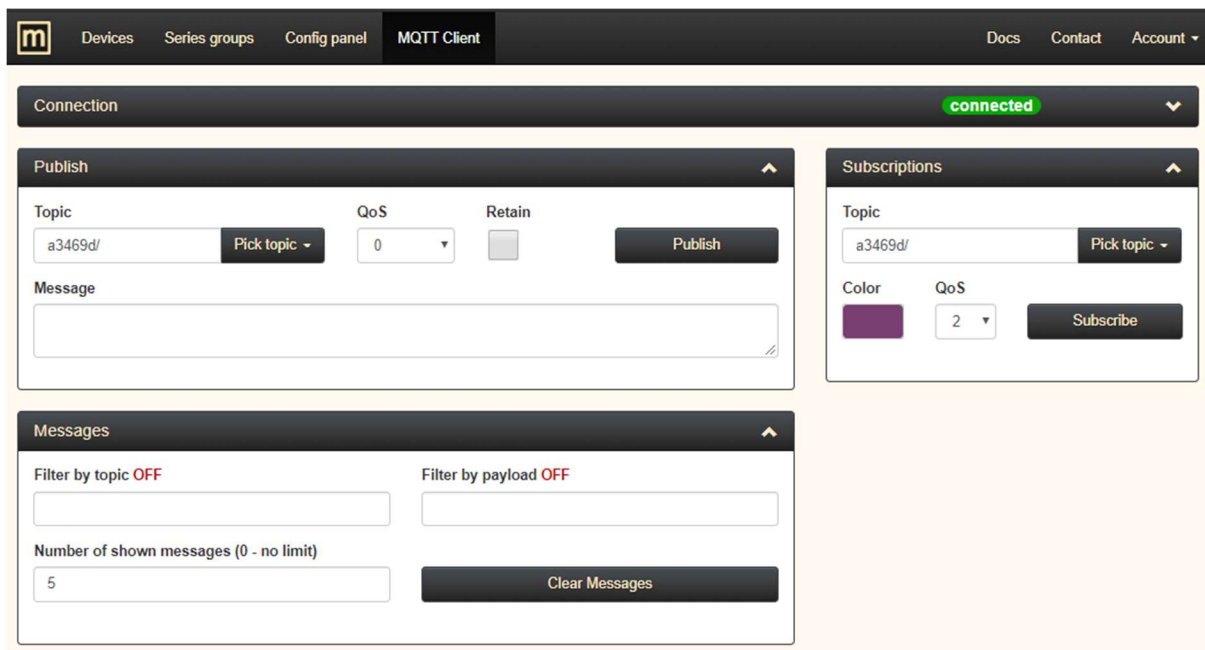 m Devices Series groups Config panel MQTT Client Docs Contact Account
Connection connected
Publish
Topic QoS Retain
a3469d/ Pick topic 0 Publish
Message
Subscriptions
Topic
a3469d/ Pick topic
Color QoS
2 Subscribe
Messages
Filter by topic OFF Filter by payload OFF
Number of shown messages (0 - no limit)
5 Clear Messages